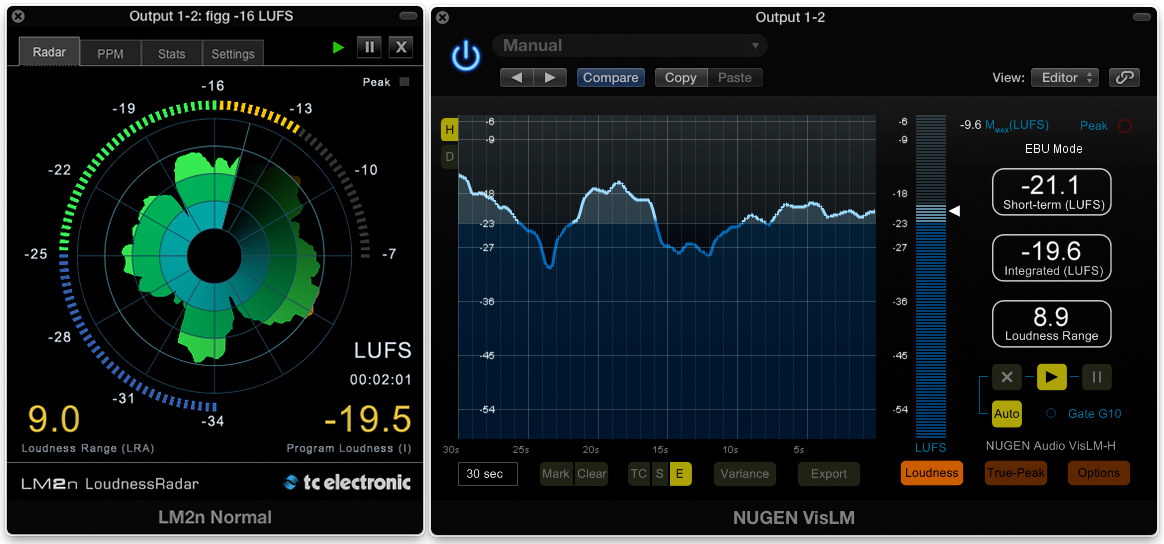 Output 1-2: figg -16 LUFS
Radar PPM Stats Settings X
Peak
-16
-19 -13
-22 -10
-25 -7
-28
-31
-34
LUFS
00:02:01
9.0 -19.5
Loudness Range (LRA) Program Loudness (I)
LM2n LoudnessRadar tc electronic
LM2n Normal
Output 1-2
Manual
Compare Copy Paste View: Editor
H
D
-6
-9
-18
-23
-27
-36
-45
-54
30s 25s 20s 15s 10s 5s
-6
-9
-18
-23
-27
-36
-45
-54
LUFS
-9.6 MMAX(LUFS) Peak
EBU Mode
-21.1
Short-term (LUFS)
-19.6
Integrated (LUFS)
8.9
Loudness Range
Auto Gate G10
NUGEN Audio VisLM-H
30 sec Mark Clear TC S E Variance Export Loudness True-Peak Options
NUGEN VisLM